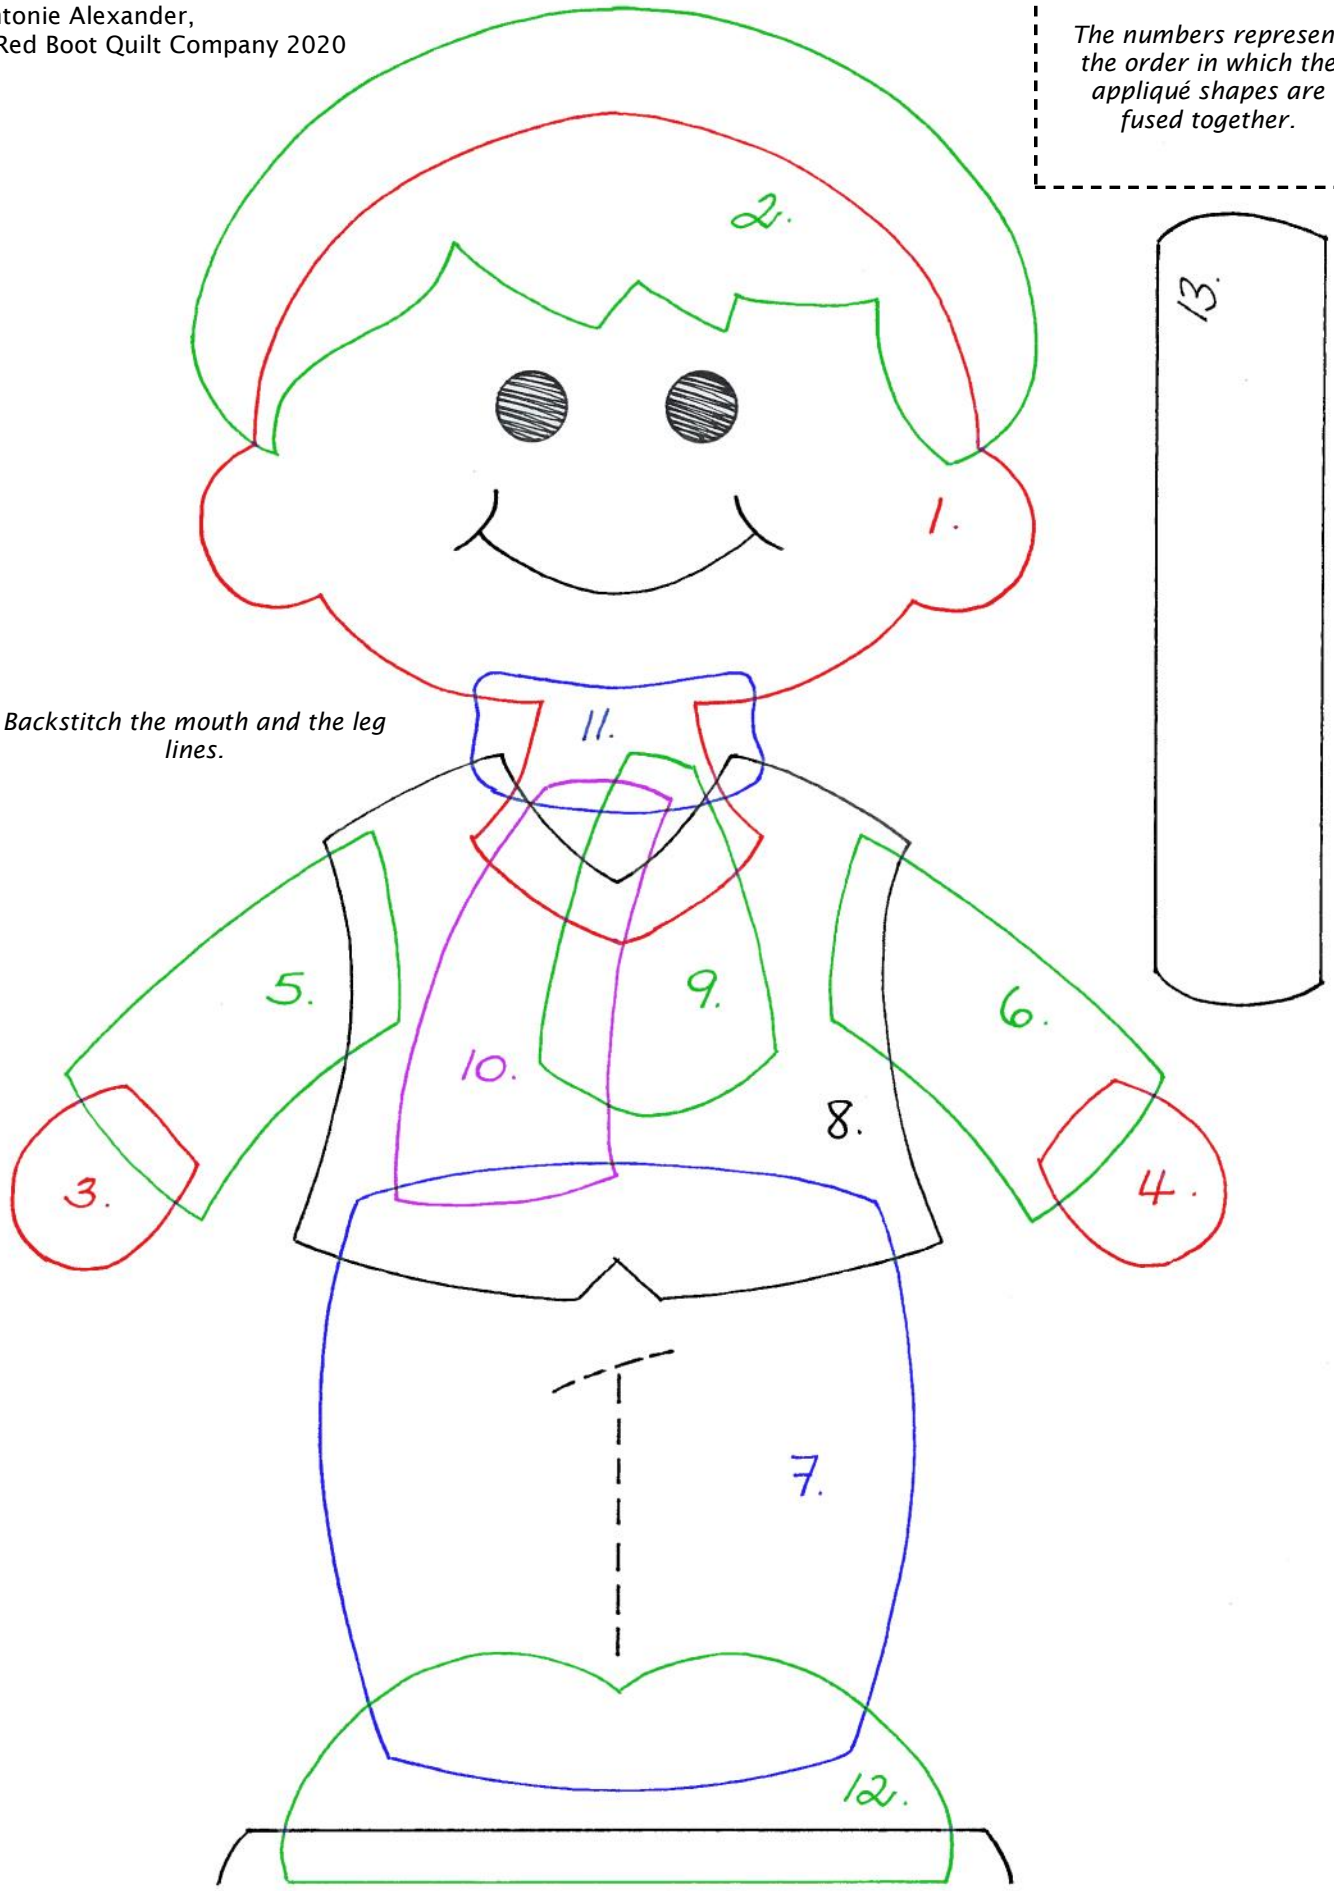 ntonie Alexander,
Red Boot Quilt Company 2020
The numbers represen
the order in which the
appliqué shapes are
fused together.
2.
13.
1.
Backstitch the mouth and the leg
lines.
11.
5.
9.
6.
10.
8.
3.
4.
7.
12.